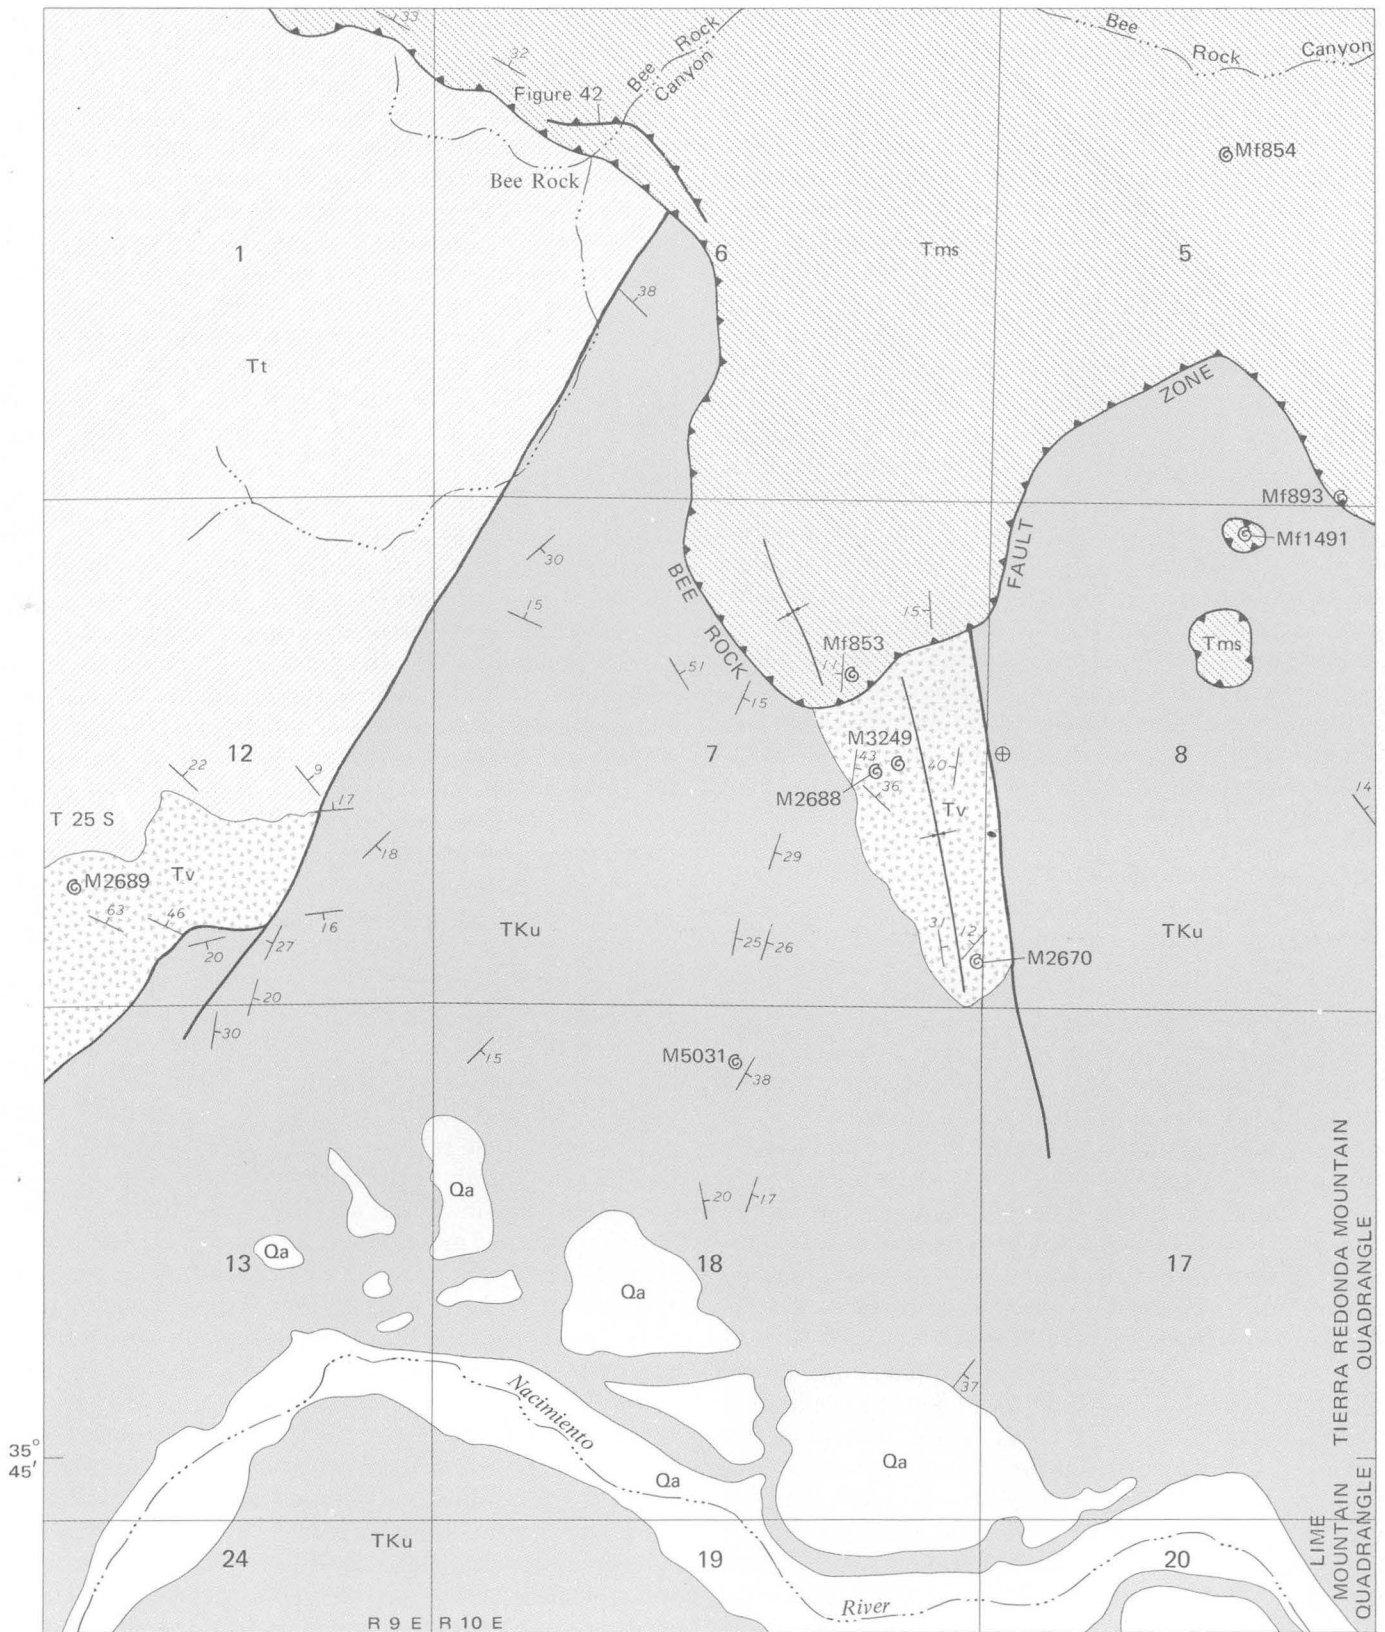 33
32
Bee Rock
Canyon
Bee Rock Canyon
Figure 42
Mf854
Bee Rock
1
6
Tms
5
38
Tt
ZONE
Mf893
Mf1491
FAULT
30
15
15
BEE ROCK
Mf853
11
Tms
51
15
12
7
M3249
43
40
8
22
9
36
M2688
14
17
Tv
T 25 S
18
29
M2689
Tv
63
46
16
TKu
31
12
TKu
20
27
25
26
M2670
20
30
15
M5031
38
Qa
20
17
13
Qa
18
17
Qa
37
Nacimiento
35°
45′
Qa
Qa
TKu
24
19
20
River
R 9 E
R 10 E
TIERRA REDONDA MOUNTAIN
QUADRANGLE
LIME
MOUNTAIN
QUADRANGLE